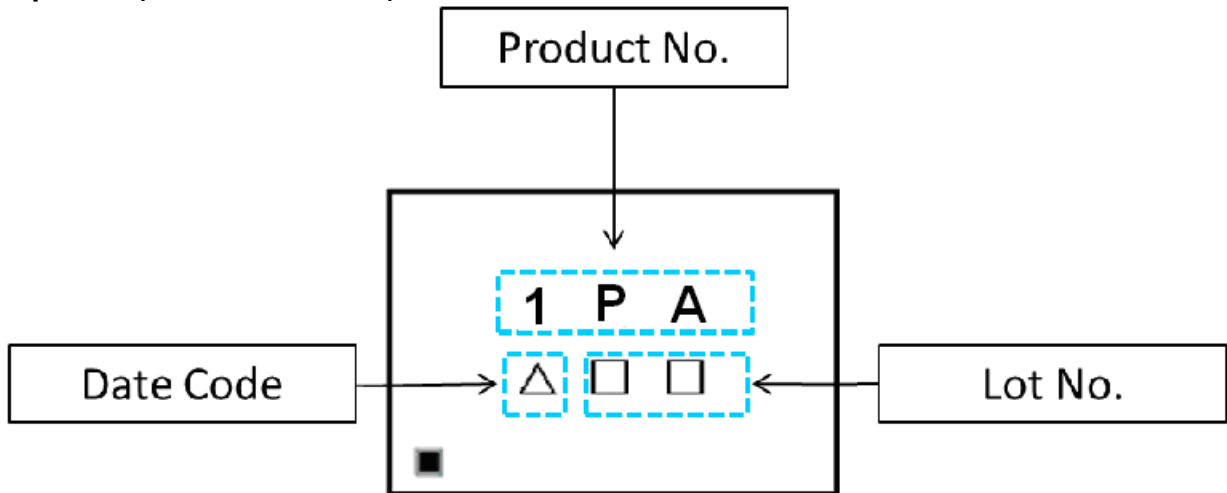 Product No.
1 P A
Date Code △ □ □ Lot No.